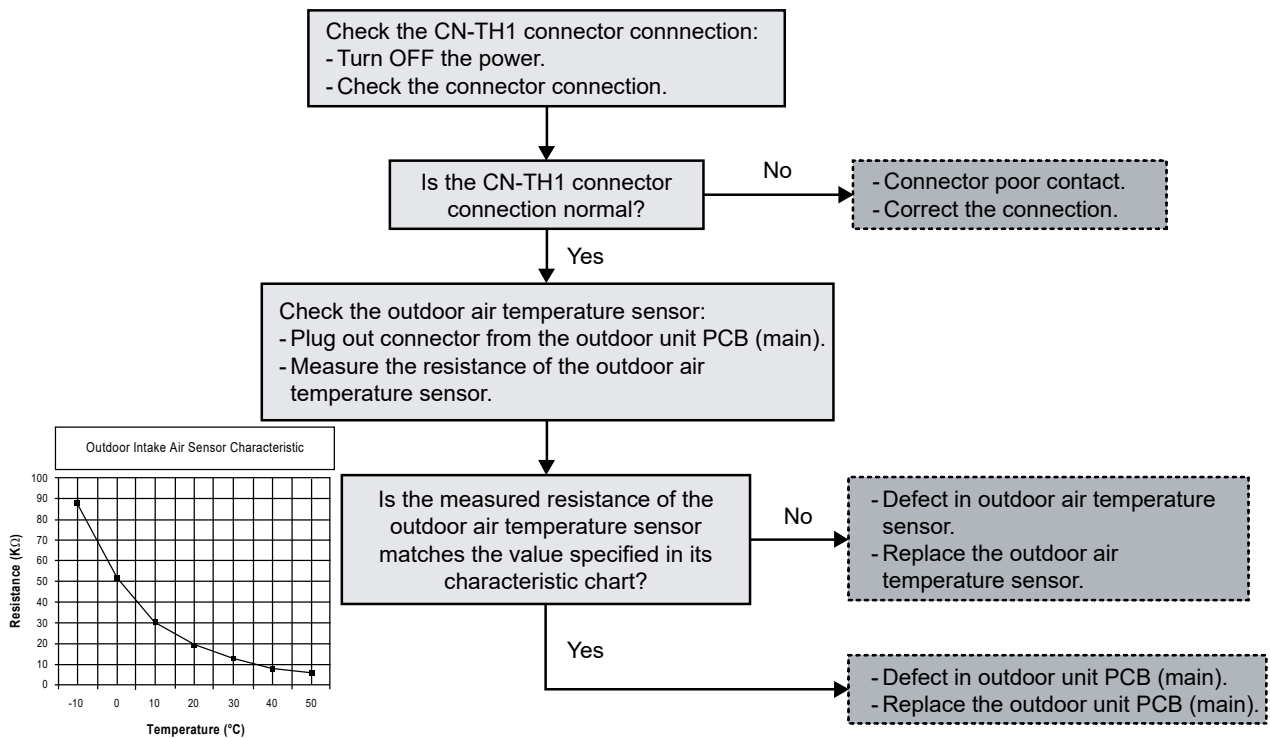 Check the CN-TH1 connector connnection:
- Turn OFF the power.
- Check the connector connection.
Is the CN-TH1 connector
connection normal?
No
- Connector poor contact.
- Correct the connection.
Yes
Check the outdoor air temperature sensor:
- Plug out connector from the outdoor unit PCB (main).
- Measure the resistance of the outdoor air
temperature sensor.
Outdoor Intake Air Sensor Characteristic
Resistance (KΩ)
100
90
80
70
60
50
40
30
20
10
0
-10 0 10 20 30 40 50
Temperature (°C)
Is the measured resistance of the
outdoor air temperature sensor
matches the value specified in its
characteristic chart?
No
- Defect in outdoor air temperature
sensor.
- Replace the outdoor air
temperature sensor.
Yes
- Defect in outdoor unit PCB (main).
- Replace the outdoor unit PCB (main).